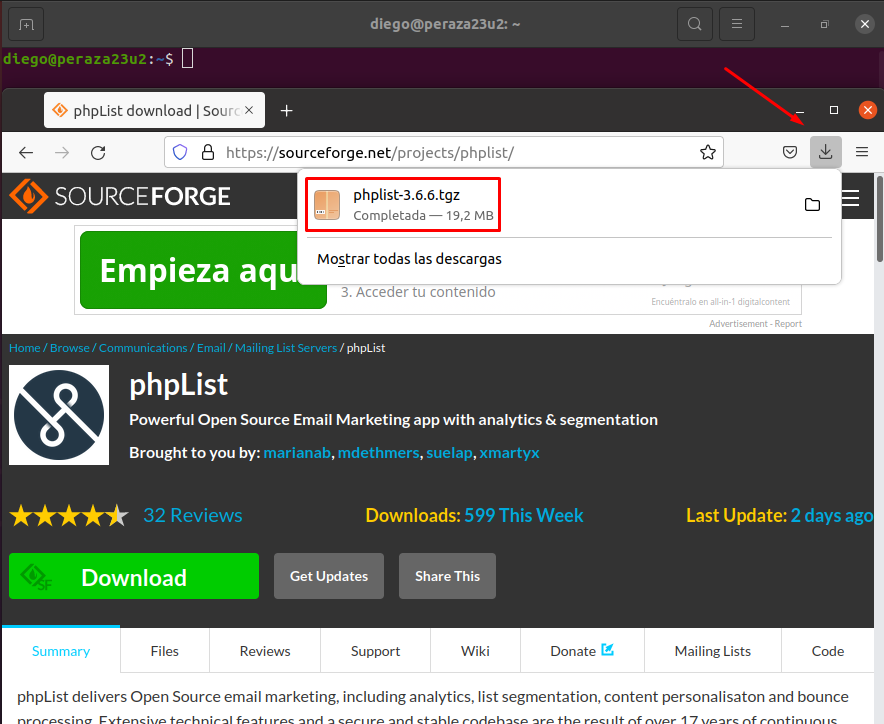 diego@peraza23u2: ~
diego@peraza23u2:~$
phpList download | Sourc
https://sourceforge.net/projects/phplist/
SOURCEFORGE
phplist-3.6.6.tgz
Completada — 19,2 MB
Mostrar todas las descargas
Empieza aqu
3. Acceder tu contenido
Encuéntralo en all-in-1 digitalcontent
Advertisement - Report
Home / Browse / Communications / Email / Mailing List Servers / phpList
phpList
Powerful Open Source Email Marketing app with analytics & segmentation
Brought to you by: marianab, mdethmers, suelap, xmartyx
32 Reviews Downloads: 599 This Week Last Update: 2 days ago
SF Download Get Updates Share This
Summary Files Reviews Support Wiki Donate Mailing Lists Code
phpList delivers Open Source email marketing, including analytics, list segmentation, content personalisaton and bounce
processing. Extensive technical features and a secure and stable codebase are the result of over 17 years of continuous